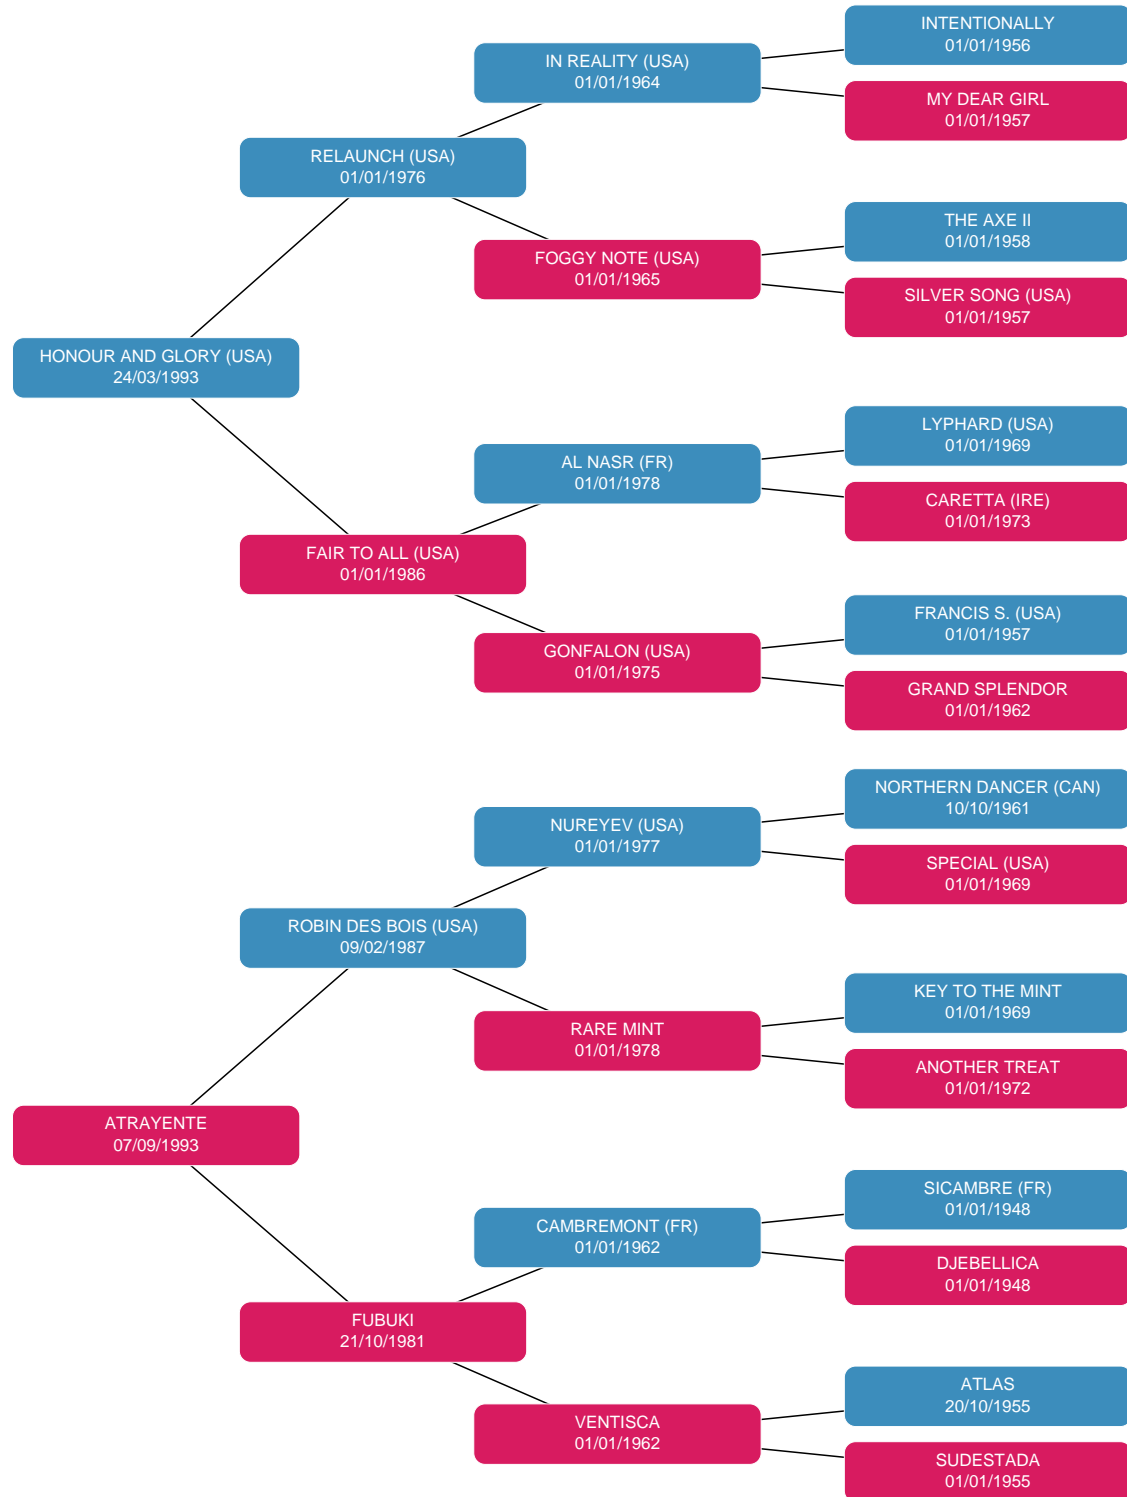 INTENTIONALLY
01/01/1956
IN REALITY (USA)
01/01/1964
MY DEAR GIRL
01/01/1957
RELAUNCH (USA)
01/01/1976
THE AXE II
01/01/1958
FOGGY NOTE (USA)
01/01/1965
SILVER SONG (USA)
01/01/1957
HONOUR AND GLORY (USA)
24/03/1993
LYPHARD (USA)
01/01/1969
AL NASR (FR)
01/01/1978
CARETTA (IRE)
01/01/1973
FAIR TO ALL (USA)
01/01/1986
FRANCIS S. (USA)
01/01/1957
GONFALON (USA)
01/01/1975
GRAND SPLENDOR
01/01/1962
NORTHERN DANCER (CAN)
10/10/1961
NUREYEV (USA)
01/01/1977
SPECIAL (USA)
01/01/1969
ROBIN DES BOIS (USA)
09/02/1987
KEY TO THE MINT
01/01/1969
RARE MINT
01/01/1978
ANOTHER TREAT
01/01/1972
ATRAYENTE
07/09/1993
SICAMBRE (FR)
01/01/1948
CAMBREMONT (FR)
01/01/1962
DJEBELLICA
01/01/1948
FUBUKI
21/10/1981
ATLAS
20/10/1955
VENTISCA
01/01/1962
SUDESTADA
01/01/1955